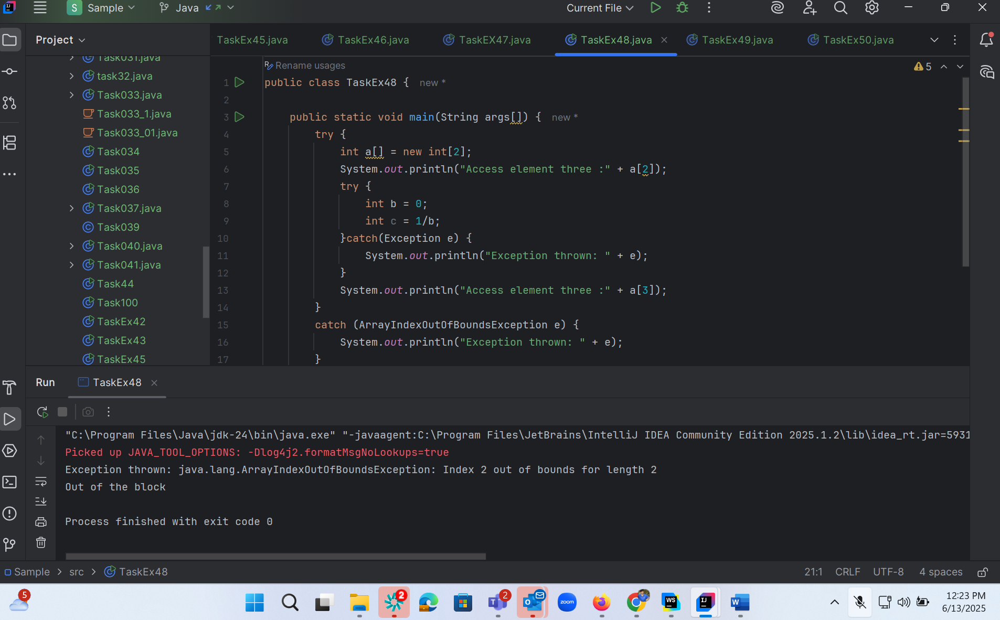 S Sample Java Current File
Project
TaskEx45.java TaskEx46.java TaskEX47.java TaskEx48.java TaskEx49.java TaskEx50.java
Task031.java
task32.java
Task033.java
Task033_1.java
Task033_01.java
Task034
Task035
Task036
Task037.java
Task039
Task040.java
Task041.java
Task44
Task100
TaskEx42
TaskEx43
TaskEx45
Rename usages
5
1 public class TaskEx48 { new *
2
3 public static void main(String args[]) { new *
4 try {
5 int a[] = new int[2];
6 System.out.println("Access element three :" + a[2]);
7 try {
8 int b = 0;
9 int c = 1/b;
10 }catch(Exception e) {
11 System.out.println("Exception thrown: " + e);
12 }
13 System.out.println("Access element three :" + a[3]);
14 }
15 catch (ArrayIndexOutOfBoundsException e) {
16 System.out.println("Exception thrown: " + e);
17 }
Run TaskEx48
"C:\Program Files\Java\jdk-24\bin\java.exe" "-javaagent:C:\Program Files\JetBrains\IntelliJ IDEA Community Edition 2025.1.2\lib\idea_rt.jar=5931
Picked up JAVA_TOOL_OPTIONS: -Dlog4j2.formatMsgNoLookups=true
Exception thrown: java.lang.ArrayIndexOutOfBoundsException: Index 2 out of bounds for length 2
Out of the block
Process finished with exit code 0
Sample > src > TaskEx48 21:1 CRLF UTF-8 4 spaces
5 2 T 2 O zoom WS IJ W 12:23 PM
6/13/2025